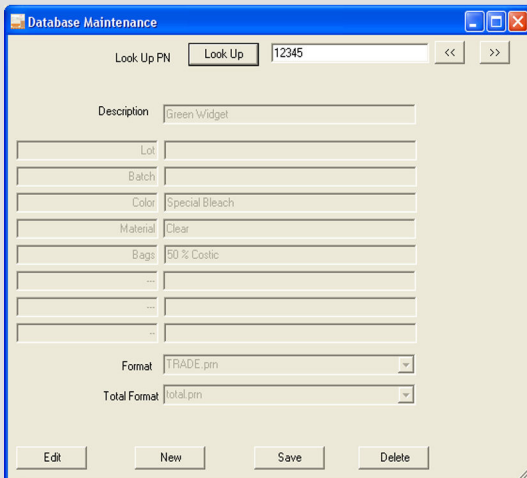 Database Maintenance
Look Up PN Look Up 12345 << >>
Description Green Widget
Lot
Batch
Color Special Bleach
Material Clear
Bags 50 % Costic
---
---
--
Format TRADE.prn
Total Format total.prn
Edit New Save Delete